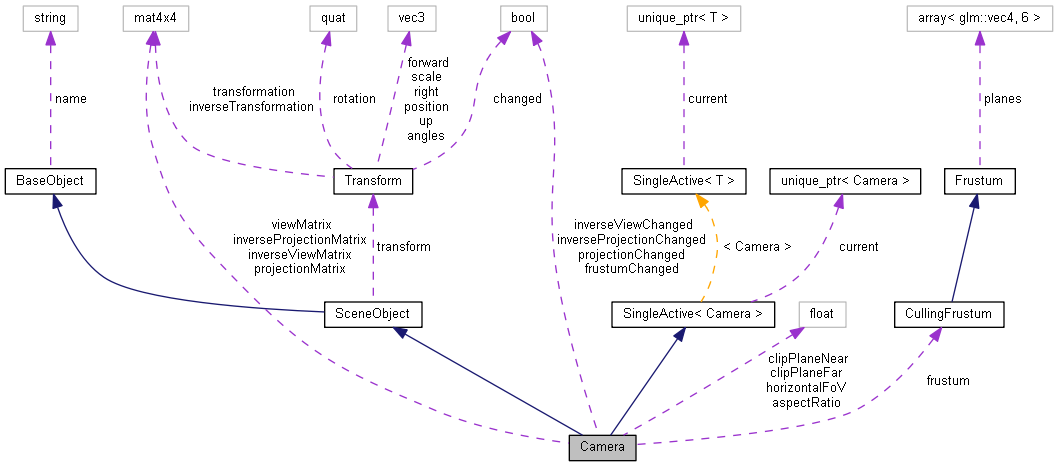 string
mat4x4
quat
vec3
bool
unique_ptr< T >
array< glm::vec4, 6 >
name
transformation
inverseTransformation
rotation
forward
scale
right
position
up
angles
changed
current
planes
BaseObject
Transform
SingleActive< T >
unique_ptr< Camera >
Frustum
viewMatrix
inverseProjectionMatrix
inverseViewMatrix
projectionMatrix
transform
inverseViewChanged
inverseProjectionChanged
projectionChanged
frustumChanged
< Camera >
current
SceneObject
SingleActive< Camera >
float
CullingFrustum
clipPlaneNear
clipPlaneFar
horizontalFoV
aspectRatio
frustum
Camera